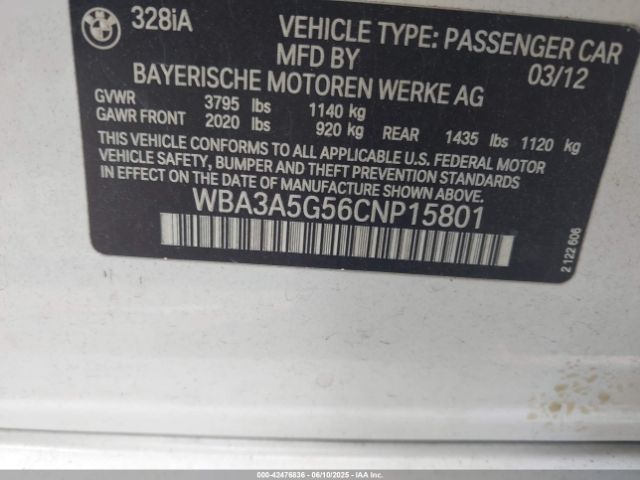 BMW
328iA
VEHICLE TYPE: PASSENGER CAR
MFD BY 03/12
BAYERISCHE MOTOREN WERKE AG
GVWR 3795 lbs 1140 kg
GAWR FRONT 2020 lbs 920 kg REAR 1435 lbs 1120 kg
THIS VEHICLE CONFORMS TO ALL APPLICABLE U.S. FEDERAL MOTOR
VEHICLE SAFETY, BUMPER AND THEFT PREVENTION STANDARDS
IN EFFECT ON THE DATE OF MANUFACTURE SHOWN ABOVE.
WBA3A5G56CNP15801
2 122 606
000-42476836 - 06/10/2025 - IAAI, Inc.